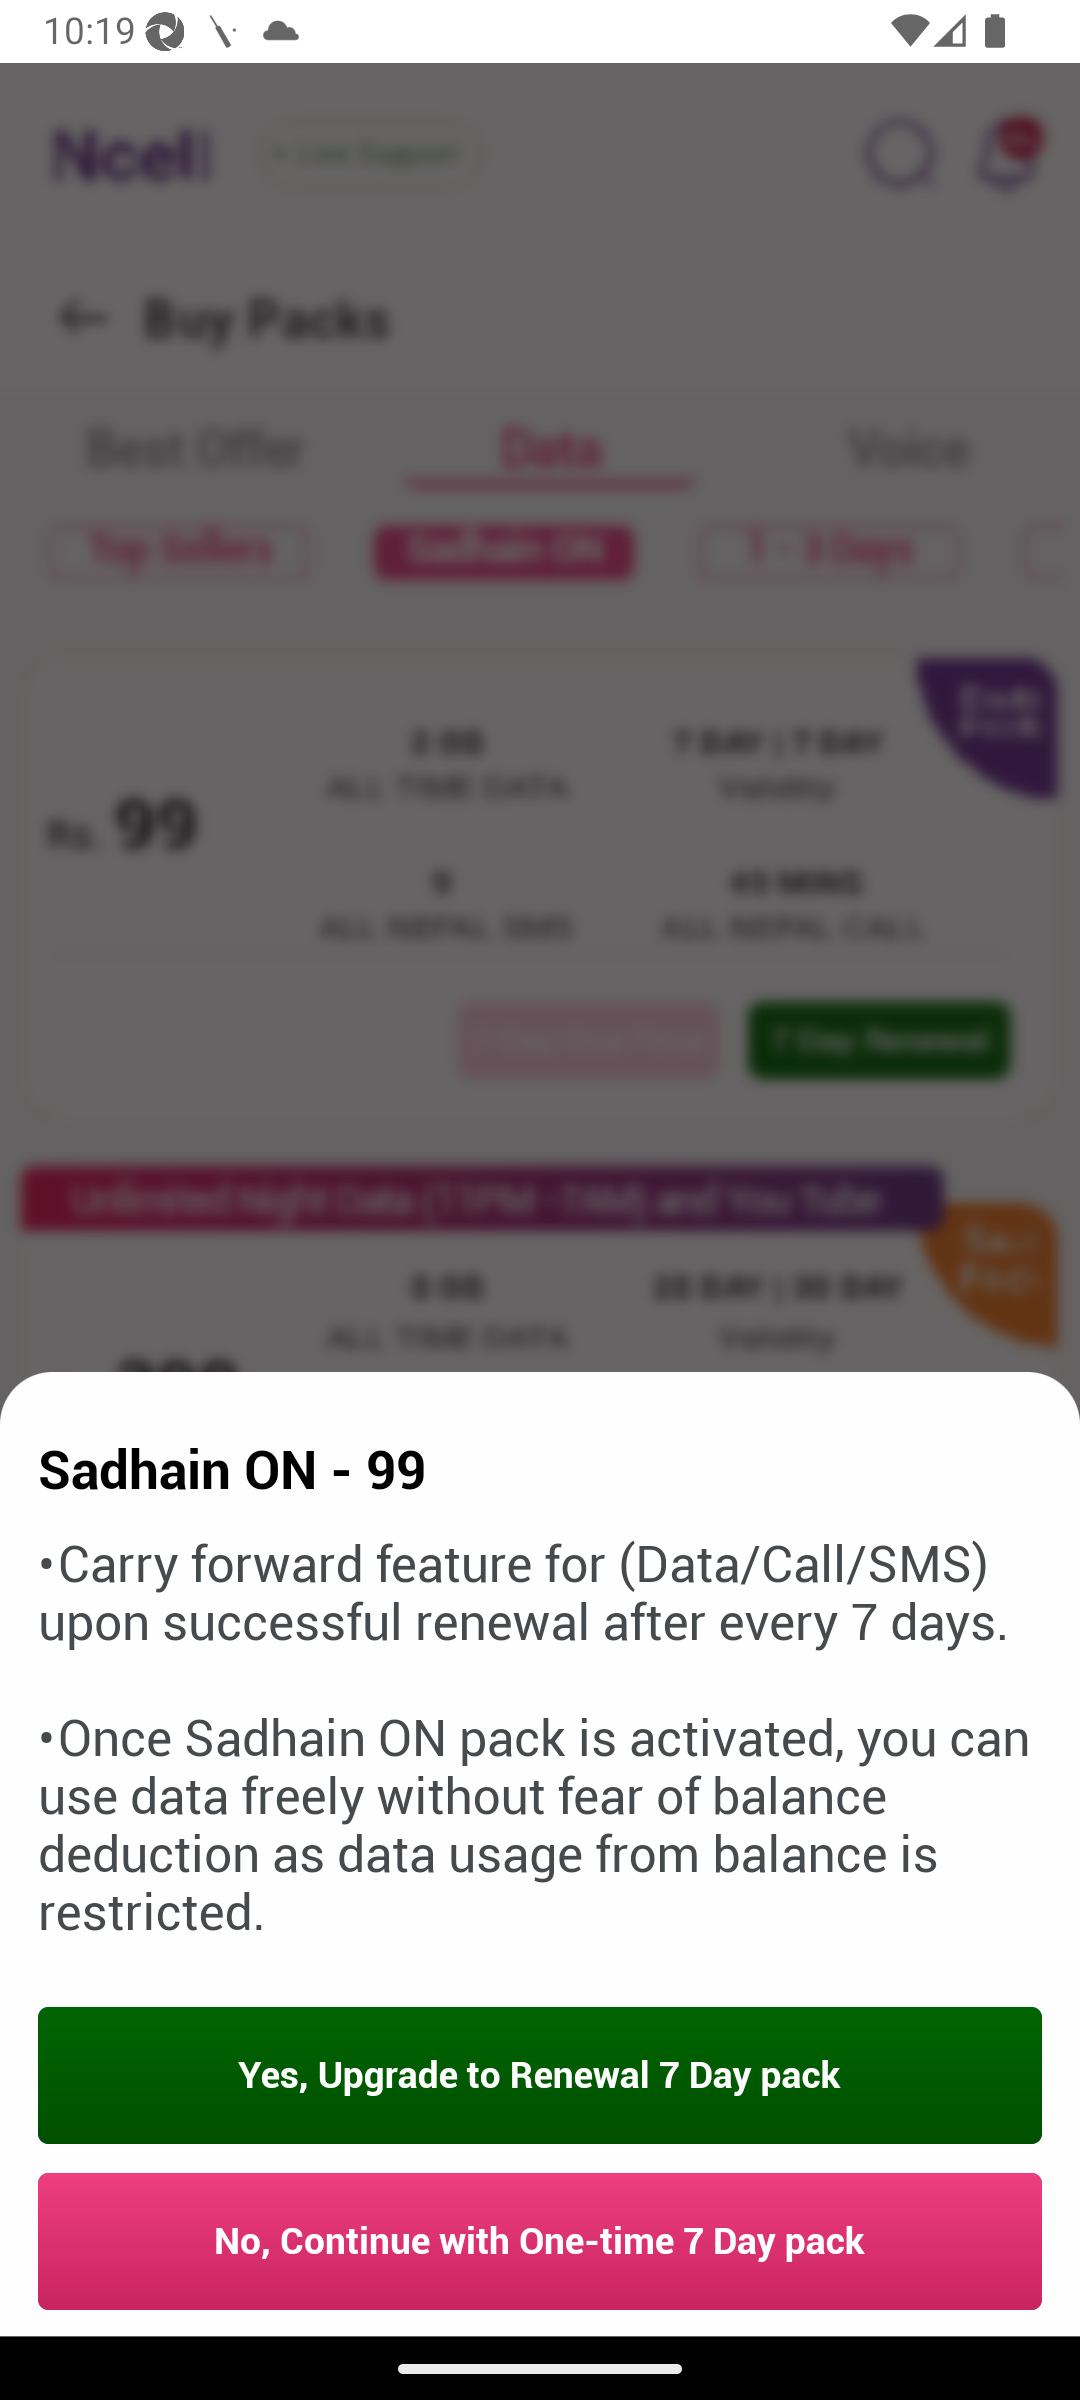 10:19
Ncell
Live Support
Buy Packs
Best Offer
Data
Voice
Top Sellers
Sadhain ON
1 - 3 Days
2 GB
7 DAY | 7 DAY
ALL TIME DATA
Validity
Rs. 99
9
45 MINS
ALL NEPAL SMS
ALL NEPAL CALL
7 Day Renewal
Unlimited Night Data (11PM -7AM) and You Tube
28 DAY | 30 DAY
ALL TIME DATA
Validity
Sadhain ON - 99
•Carry forward feature for (Data/Call/SMS)
upon successful renewal after every 7 days.
•Once Sadhain ON pack is activated, you can
use data freely without fear of balance
deduction as data usage from balance is
restricted.
Yes, Upgrade to Renewal 7 Day pack
No, Continue with One-time 7 Day pack